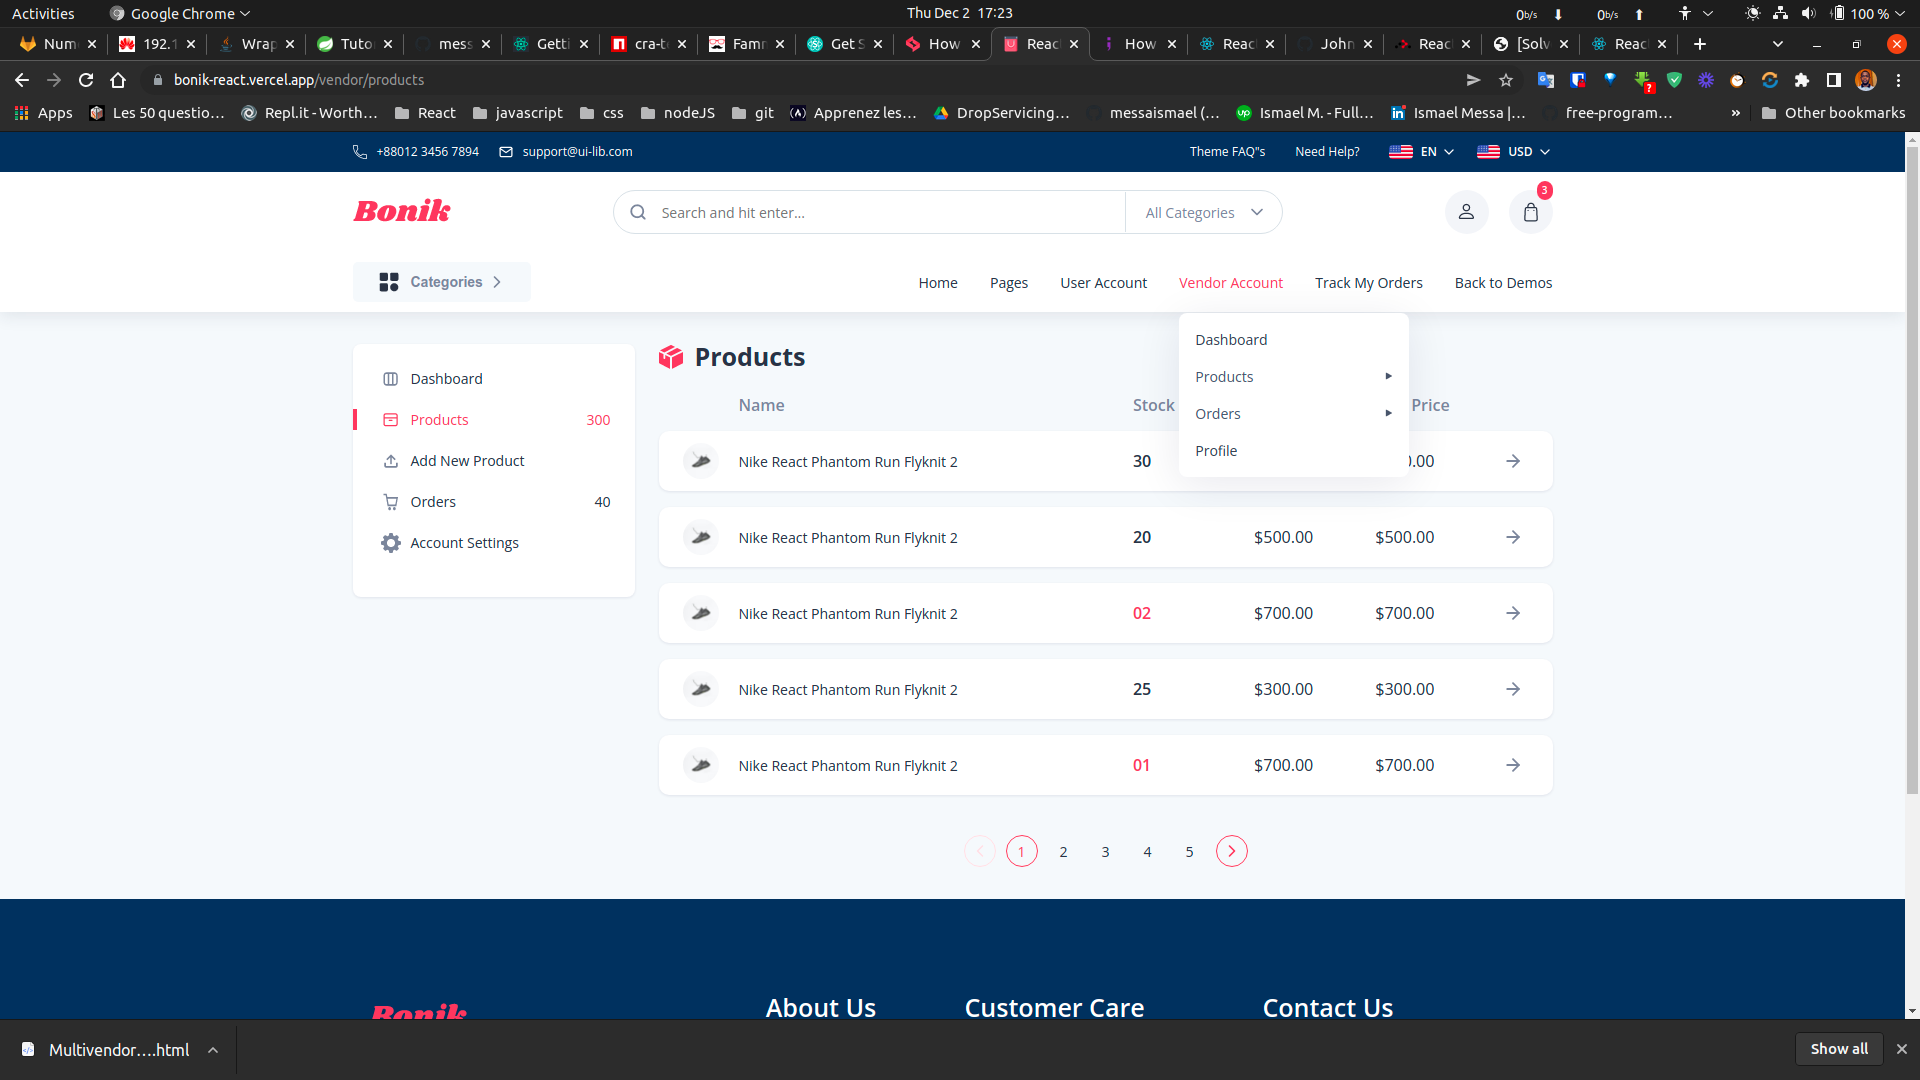 Activities
Google Chrome
Thu Dec 2 17:23
0b/s
0b/s
100 %
Num
192.1
Wrap
Tuto
mess
Getti
cra-t
Famr
Get S
How
Reac
How
Reac
John
Reac
[Solv
Reac
bonik-react.vercel.app/vendor/products
?
Apps
Les 50 questio…
Repl.it - Worth…
React
javascript
css
nodeJS
git
Apprenez les…
DropServicing…
messaismael (…
Ismael M. - Full…
Ismael Messa |…
free-program…
»
Other bookmarks
+88012 3456 7894
support@ui-lib.com
Theme FAQ"s
Need Help?
EN
USD
Bonik
Search and hit enter...
All Categories
3
Categories
Home
Pages
User Account
Vendor Account
Track My Orders
Back to Demos
Dashboard
Products
Orders
Profile
Dashboard
Products 300
Add New Product
Orders 40
Account Settings
Products
Name Stock Price
Nike React Phantom Run Flyknit 2 30 0.00
Nike React Phantom Run Flyknit 2 20 $500.00 $500.00
Nike React Phantom Run Flyknit 2 02 $700.00 $700.00
Nike React Phantom Run Flyknit 2 25 $300.00 $300.00
Nike React Phantom Run Flyknit 2 01 $700.00 $700.00
1 2 3 4 5
Bonik
About Us
Customer Care
Contact Us
Multivendor….html
Show all